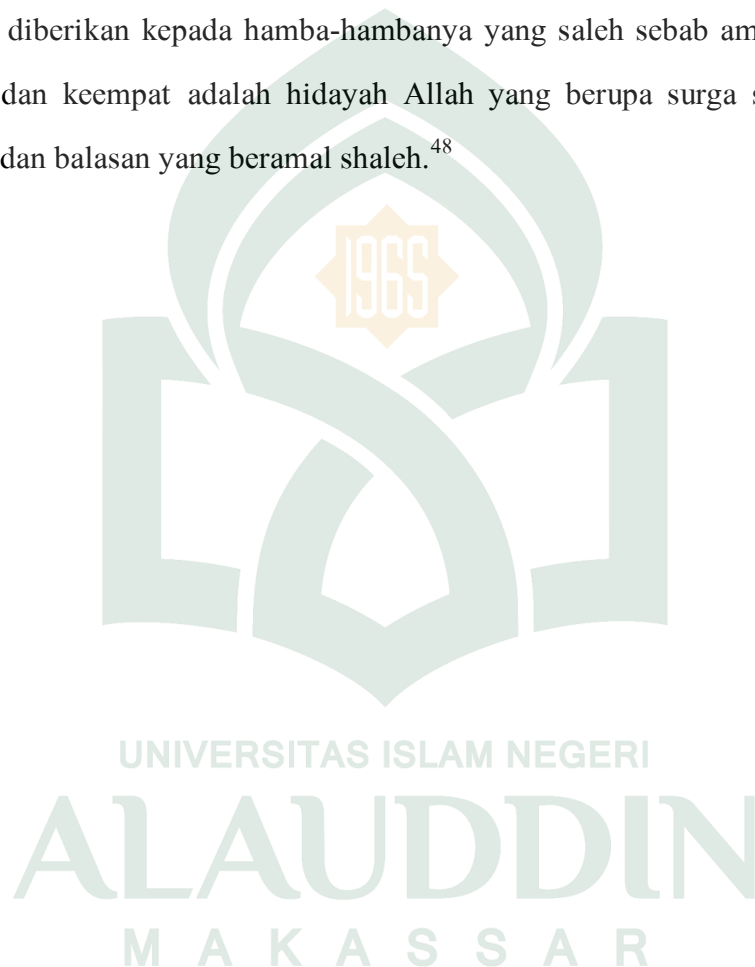 diberikan kepada hamba-hambanya yang saleh sebab
dan keempat adalah hidayah Allah yang berupa surga
dan balasan yang beramal shaleh.⁴⁸
1965
UNIVERSITAS ISLAM NEGERI
ALAUDDIN
MAKASSAR